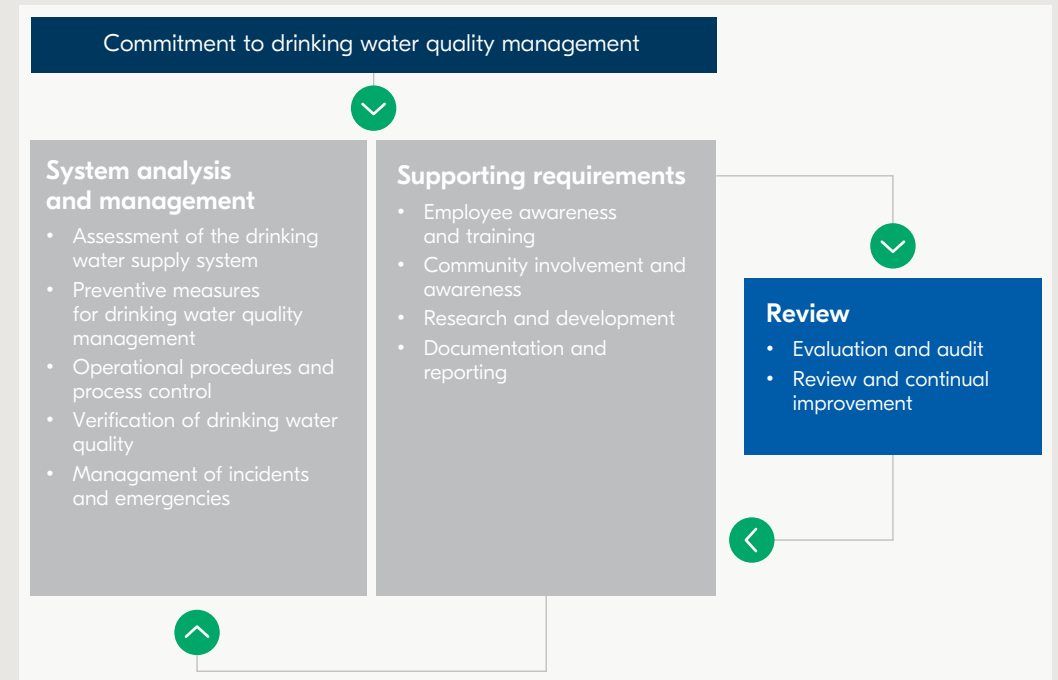 Commitment to drinking water quality management
System analysis
and management
• Assessment of the drinking
water supply system
• Preventive measures
for drinking water quality
management
• Operational procedures and
process control
• Verification of drinking water
quality
• Managament of incidents
and emergencies
Supporting requirements
• Employee awareness
and training
• Community involvement and
awareness
• Research and development
• Documentation and
reporting
Review
• Evaluation and audit
• Review and continual
improvement